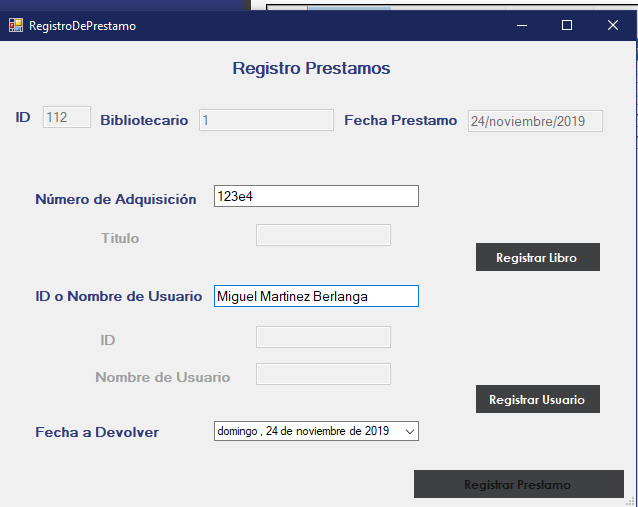 RegistroDePrestamo
Registro Prestamos
ID 112 Bibliotecario 1 Fecha Prestamo 24/noviembre/2019
Número de Adquisición 123e4
Titulo
Registrar Libro
ID o Nombre de Usuario Miguel Martinez Berlanga
ID
Nombre de Usuario
Registrar Usuario
Fecha a Devolver domingo , 24 de noviembre de 2019
Registrar Prestamo